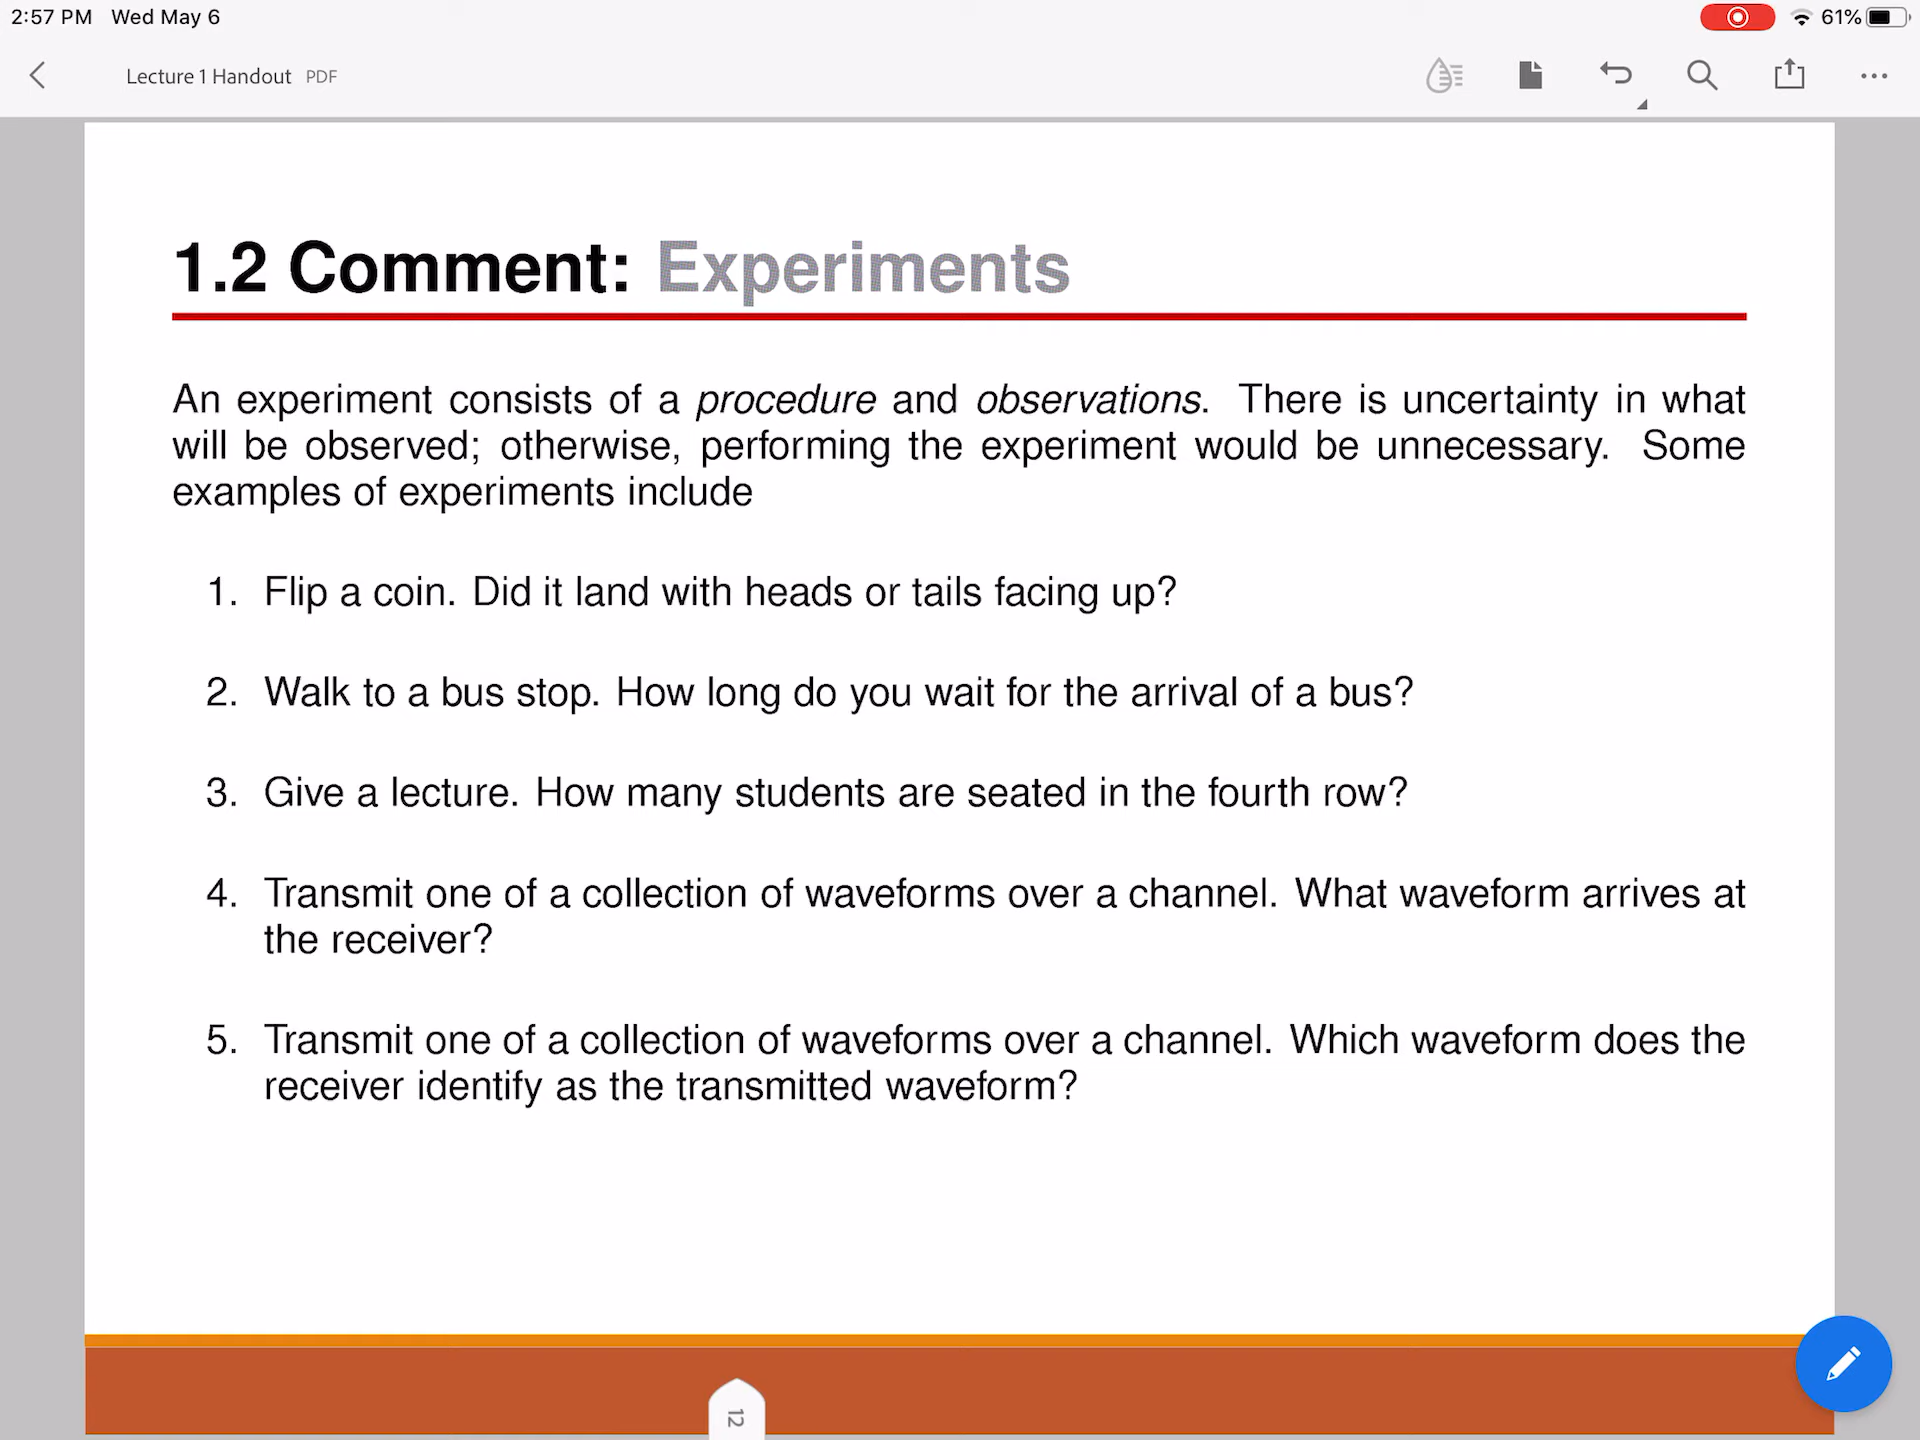 2:57 PM Wed May 6
61%
Lecture 1 Handout PDF
1.2 Comment: Experiments
An experiment consists of a procedure and observations. There is uncertainty in what
will be observed; otherwise, performing the experiment would be unnecessary. Some
examples of experiments include
1. Flip a coin. Did it land with heads or tails facing up?
2. Walk to a bus stop. How long do you wait for the arrival of a bus?
3. Give a lecture. How many students are seated in the fourth row?
4. Transmit one of a collection of waveforms over a channel. What waveform arrives at
the receiver?
5. Transmit one of a collection of waveforms over a channel. Which waveform does the
receiver identify as the transmitted waveform?
12